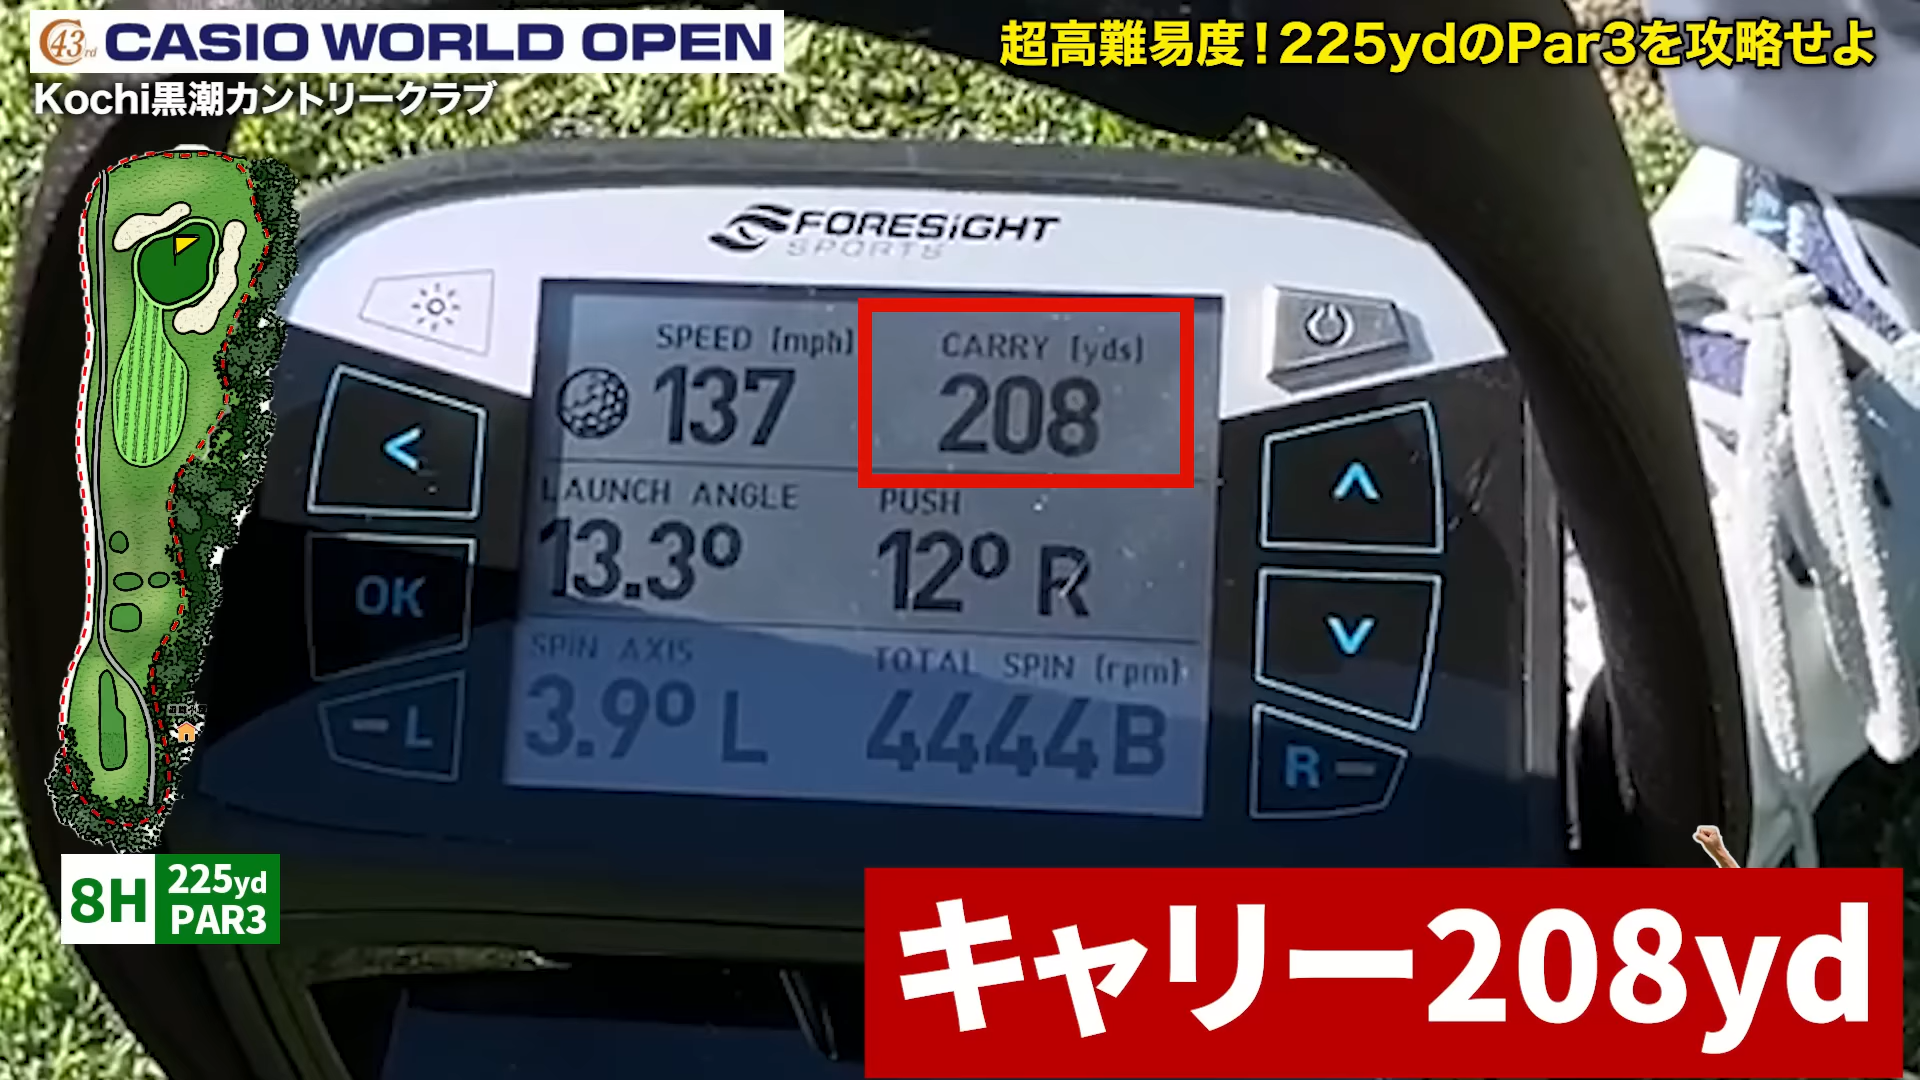 43rd CASIO WORLD OPEN
Kochi黒潮カントリークラブ
超高難易度！225ydのPar3を攻略せよ
FORESIGHT
SPORTS
SPEED [mph]
137
CARRY [yds]
208
LAUNCH ANGLE
13.3º
PUSH
12º R
SPIN AXIS
3.9º L
TOTAL SPIN (rpm)
4444B
<
OK
-L
R-
8H
225yd
PAR3
キャリー208yd